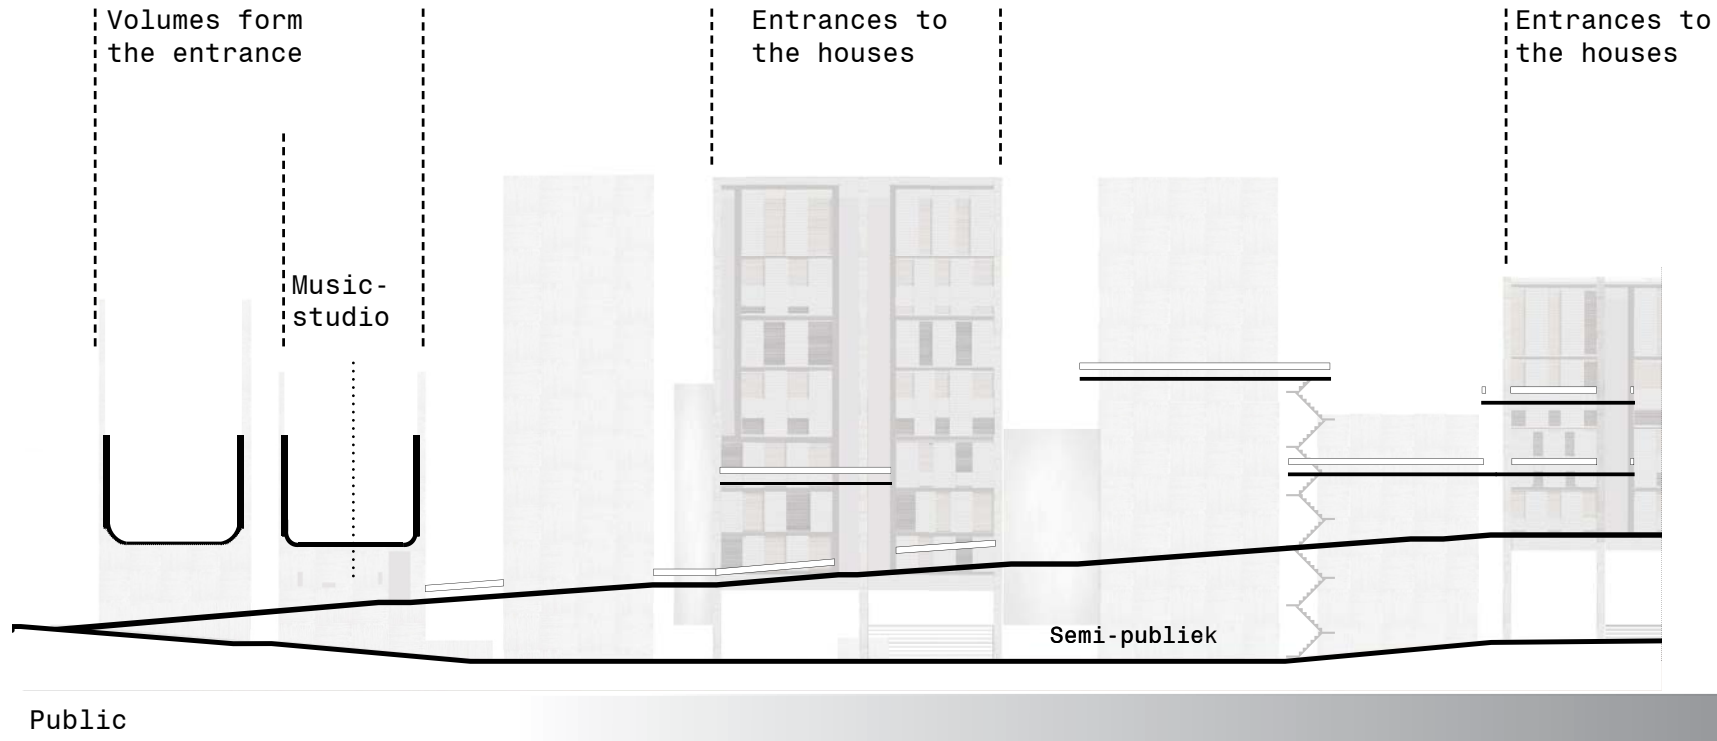 Volumes form
the entrance
Entrances to
the houses
Entrances to
the houses
Music-
studio
Semi-publiek
Public